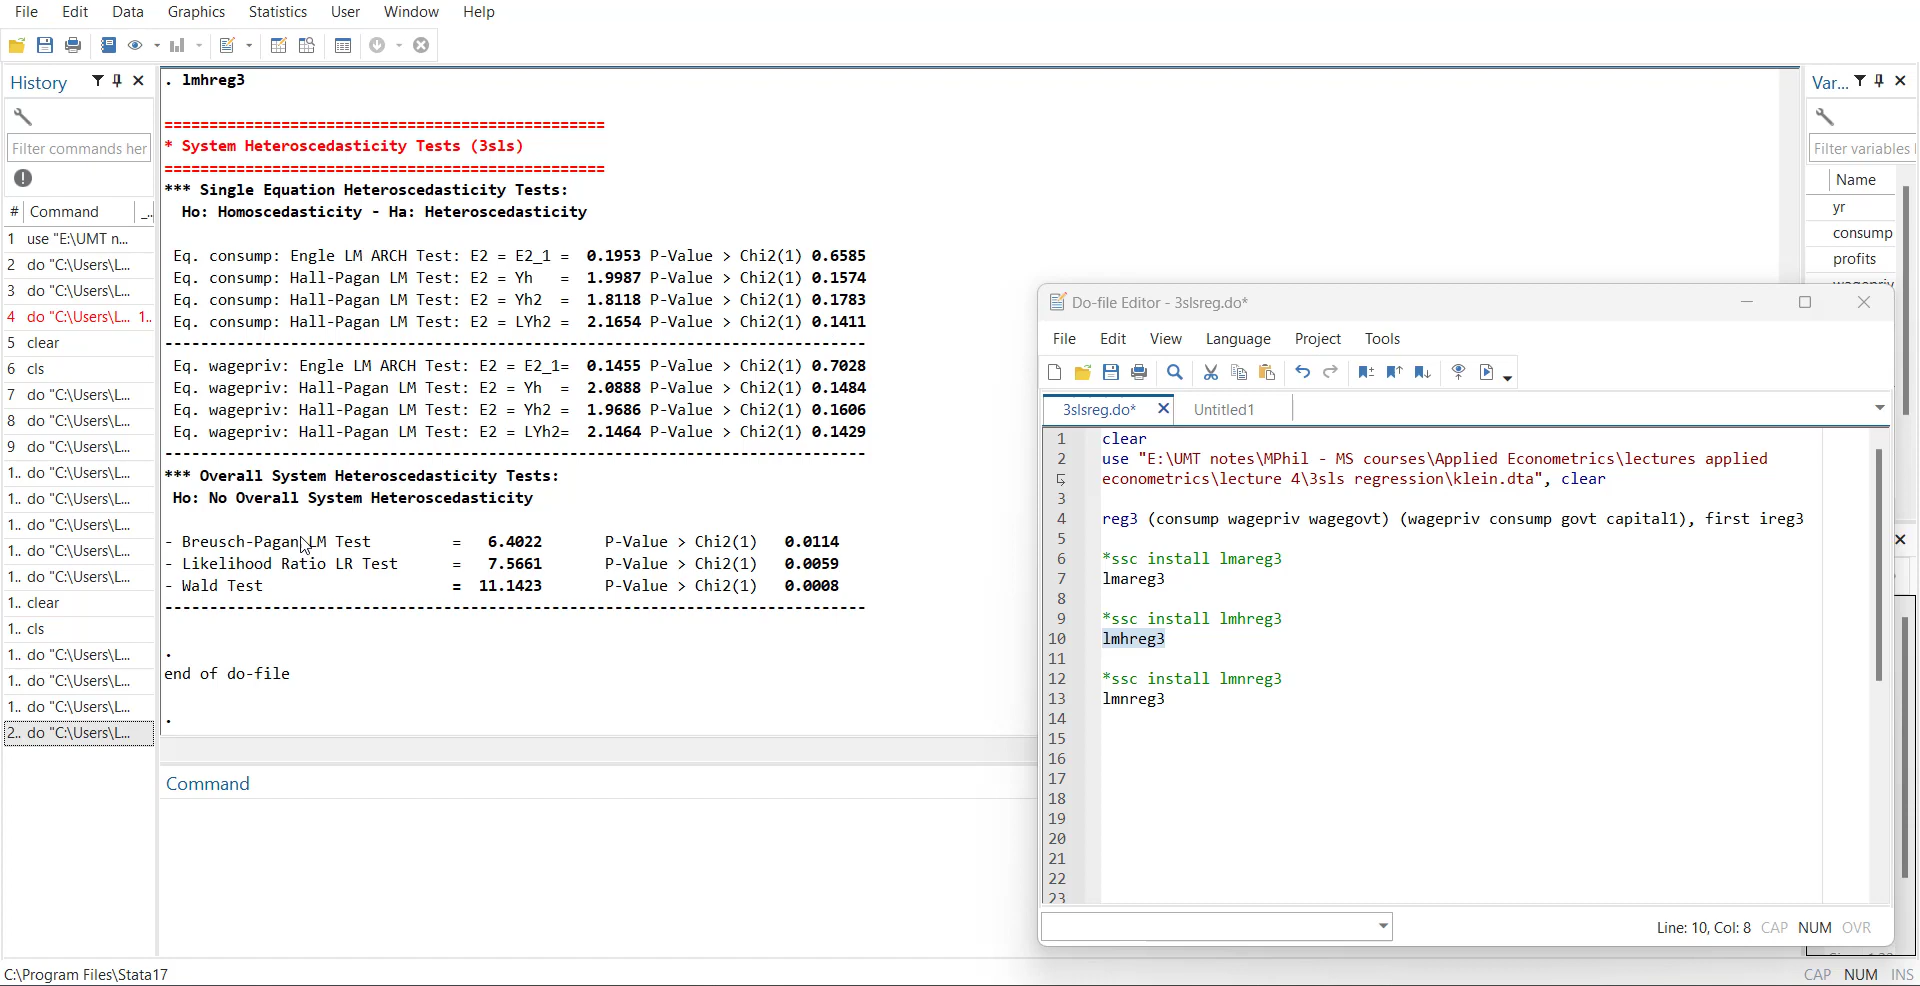 File Edit Data Graphics Statistics User Window Help
History
Filter commands her
# Command _..
1 use "E:\UMT n...
2 do "C:\Users\L...
3 do "C:\Users\L...
4 do "C:\Users\L... 1..
5 clear
6 cls
7 do "C:\Users\L...
8 do "C:\Users\L...
9 do "C:\Users\L...
1.. do "C:\Users\L...
1.. do "C:\Users\L...
1.. do "C:\Users\L...
1.. do "C:\Users\L...
1.. do "C:\Users\L...
1.. clear
1.. cls
1.. do "C:\Users\L...
1.. do "C:\Users\L...
1.. do "C:\Users\L...
2.. do "C:\Users\L...
. lmhreg3
=================================================
* System Heteroscedasticity Tests (3sls)
=================================================
*** Single Equation Heteroscedasticity Tests:
Ho: Homoscedasticity - Ha: Heteroscedasticity
Eq. consump: Engle LM ARCH Test: E2 = E2_1 = 0.1953 P-Value > Chi2(1) 0.6585
Eq. consump: Hall-Pagan LM Test: E2 = Yh = 1.9987 P-Value > Chi2(1) 0.1574
Eq. consump: Hall-Pagan LM Test: E2 = Yh2 = 1.8118 P-Value > Chi2(1) 0.1783
Eq. consump: Hall-Pagan LM Test: E2 = LYh2 = 2.1654 P-Value > Chi2(1) 0.1411
------------------------------------------------------------------------------
Eq. wagepriv: Engle LM ARCH Test: E2 = E2_1= 0.1455 P-Value > Chi2(1) 0.7028
Eq. wagepriv: Hall-Pagan LM Test: E2 = Yh = 2.0888 P-Value > Chi2(1) 0.1484
Eq. wagepriv: Hall-Pagan LM Test: E2 = Yh2 = 1.9686 P-Value > Chi2(1) 0.1606
Eq. wagepriv: Hall-Pagan LM Test: E2 = LYh2= 2.1464 P-Value > Chi2(1) 0.1429
------------------------------------------------------------------------------
*** Overall System Heteroscedasticity Tests:
Ho: No Overall System Heteroscedasticity
- Breusch-Pagan LM Test = 6.4022 P-Value > Chi2(1) 0.0114
- Likelihood Ratio LR Test = 7.5661 P-Value > Chi2(1) 0.0059
- Wald Test = 11.1423 P-Value > Chi2(1) 0.0008
------------------------------------------------------------------------------
.
end of do-file
.
Command
Var...
Filter variables
Name
yr
consump
profits
wagepriv
Do-file Editor - 3slsreg.do*
File Edit View Language Project Tools
3slsreg.do* Untitled1
1 clear
2 use "E:\UMT notes\MPhil - MS courses\Applied Econometrics\lectures applied
econometrics\lecture 4\3sls regression\klein.dta", clear
3
4 reg3 (consump wagepriv wagegovt) (wagepriv consump govt capital1), first ireg3
5
6 *ssc install lmareg3
7 lmareg3
8
9 *ssc install lmhreg3
10 lmhreg3
11
12 *ssc install lmnreg3
13 lmnreg3
14
15
16
17
18
19
20
21
22
23
Line: 10, Col: 8 CAP NUM OVR
C:\Program Files\Stata17
CAP NUM INS